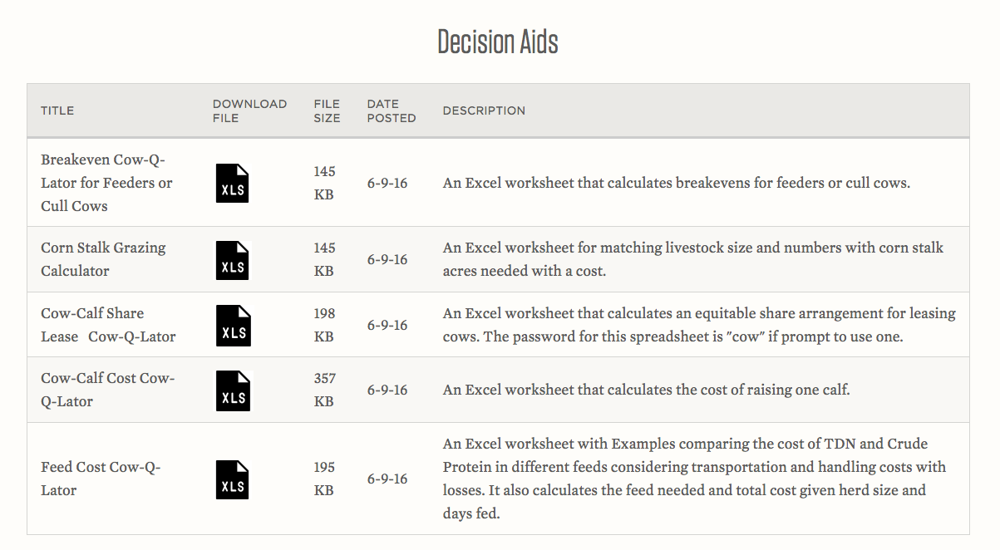 Decision Aids
TITLE
DOWNLOAD
FILE
FILE
SIZE
DATE
POSTED
DESCRIPTION
Breakeven Cow-Q-
Lator for Feeders or
Cull Cows
XLS
145
KB
6-9-16
An Excel worksheet that calculates breakevens for feeders or cull cows.
Corn Stalk Grazing
Calculator
XLS
145
KB
6-9-16
An Excel worksheet for matching livestock size and numbers with corn stalk
acres needed with a cost.
Cow-Calf Share
Lease Cow-Q-Lator
XLS
198
KB
6-9-16
An Excel worksheet that calculates an equitable share arrangement for leasing
cows. The password for this spreadsheet is "cow" if prompt to use one.
Cow-Calf Cost Cow-
Q-Lator
XLS
357
KB
6-9-16
An Excel worksheet that calculates the cost of raising one calf.
Feed Cost Cow-Q-
Lator
XLS
195
KB
6-9-16
An Excel worksheet with Examples comparing the cost of TDN and Crude
Protein in different feeds considering transportation and handling costs with
losses. It also calculates the feed needed and total cost given herd size and
days fed.